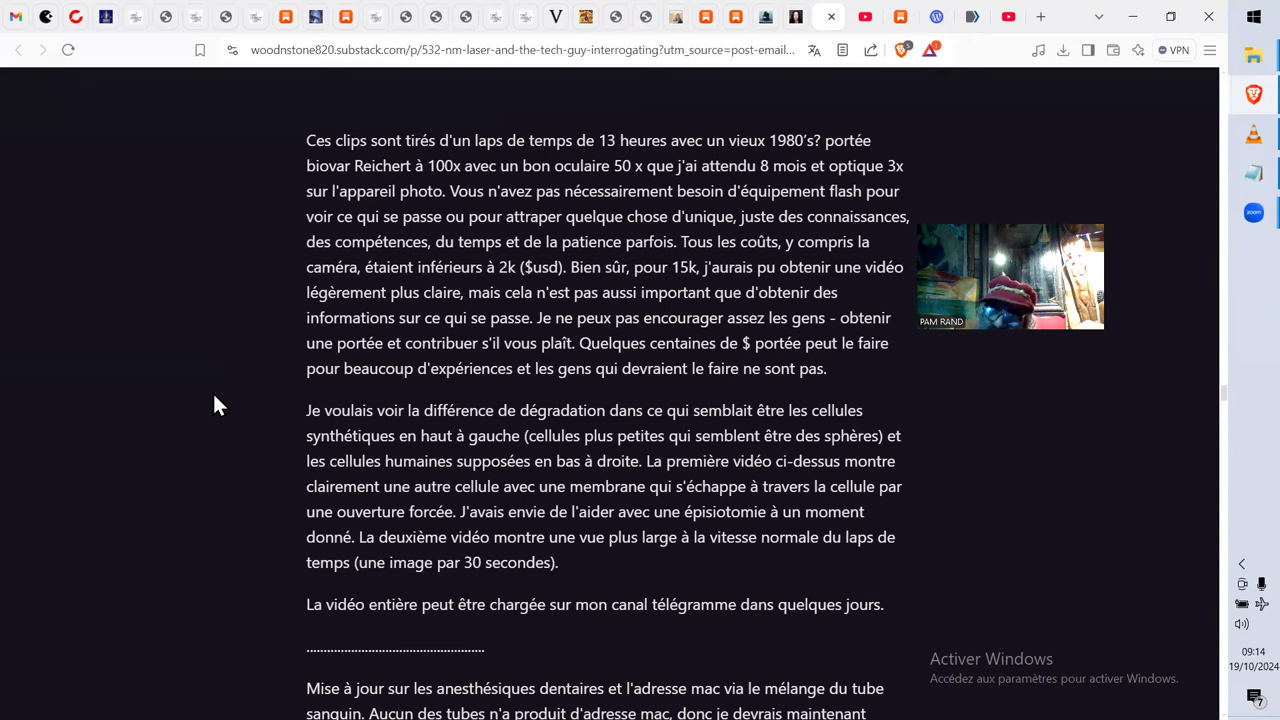 woodnstone820.substack.com/p/532-nm-laser-and-the-tech-guy-interrogating?utm_source=post-email...
VPN
Ces clips sont tirés d'un laps de temps de 13 heures avec un vieux 1980's? portée
biovar Reichert à 100x avec un bon oculaire 50 x que j'ai attendu 8 mois et optique 3x
sur l'appareil photo. Vous n'avez pas nécessairement besoin d'équipement flash pour
voir ce qui se passe ou pour attraper quelque chose d'unique, juste des connaissances,
des compétences, du temps et de la patience parfois. Tous les coûts, y compris la
caméra, étaient inférieurs à 2k ($usd). Bien sûr, pour 15k, j'aurais pu obtenir une vidéo
légèrement plus claire, mais cela n'est pas aussi important que d'obtenir des
informations sur ce qui se passe. Je ne peux pas encourager assez les gens - obtenir
une portée et contribuer s'il vous plaît. Quelques centaines de $ portée peut le faire
pour beaucoup d'expériences et les gens qui devraient le faire ne sont pas.
PAM RAND
Je voulais voir la différence de dégradation dans ce qui semblait être les cellules
synthétiques en haut à gauche (cellules plus petites qui semblent être des sphères) et
les cellules humaines supposées en bas à droite. La première vidéo ci-dessus montre
clairement une autre cellule avec une membrane qui s'échappe à travers la cellule par
une ouverture forcée. J'avais envie de l'aider avec une épisiotomie à un moment
donné. La deuxième vidéo montre une vue plus large à la vitesse normale du laps de
temps (une image par 30 secondes).
La vidéo entière peut être chargée sur mon canal télégramme dans quelques jours.
....................................................
Mise à jour sur les anesthésiques dentaires et l'adresse mac via le mélange du tube
sanguin. Aucun des tubes n'a produit d'adresse mac, donc je devrais maintenant
Activer Windows
Accédez aux paramètres pour activer Windows.
zoom
09:14
19/10/2024
7